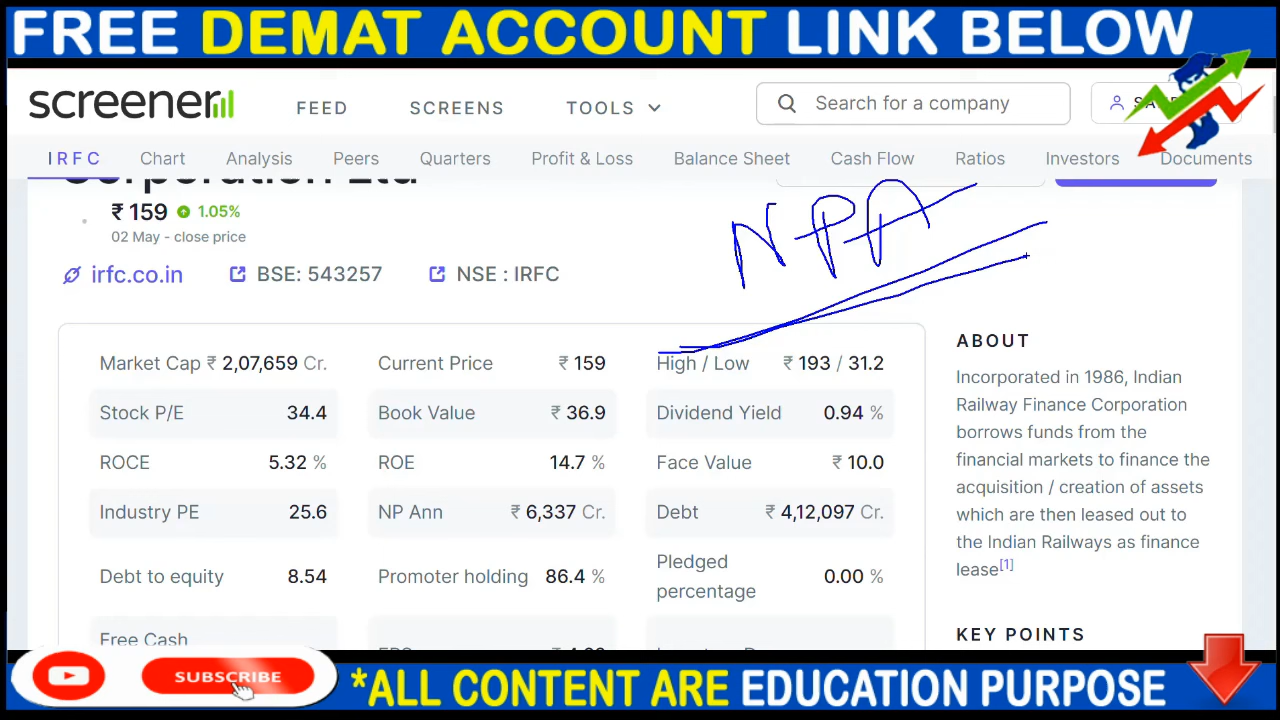 FREE DEMAT ACCOUNT LINK BELOW
screener FEED SCREENS TOOLS Search for a company
IRFC Chart Analysis Peers Quarters Profit & Loss Balance Sheet Cash Flow Ratios Investors Documents
Corporation Ltd
₹ 159 1.05%
02 May - close price
NPA
irfc.co.in BSE: 543257 NSE : IRFC
Market Cap ₹ 2,07,659 Cr. Current Price ₹ 159 High / Low ₹ 193 / 31.2
Stock P/E 34.4 Book Value ₹ 36.9 Dividend Yield 0.94 %
ROCE 5.32 % ROE 14.7 % Face Value ₹ 10.0
Industry PE 25.6 NP Ann ₹ 6,337 Cr. Debt ₹ 4,12,097 Cr.
Debt to equity 8.54 Promoter holding 86.4 % Pledged percentage 0.00 %
Free Cash
ABOUT
Incorporated in 1986, Indian
Railway Finance Corporation
borrows funds from the
financial markets to finance the
acquisition / creation of assets
which are then leased out to
the Indian Railways as finance
lease[1]
KEY POINTS
SUBSCRIBE
*ALL CONTENT ARE EDUCATION PURPOSE